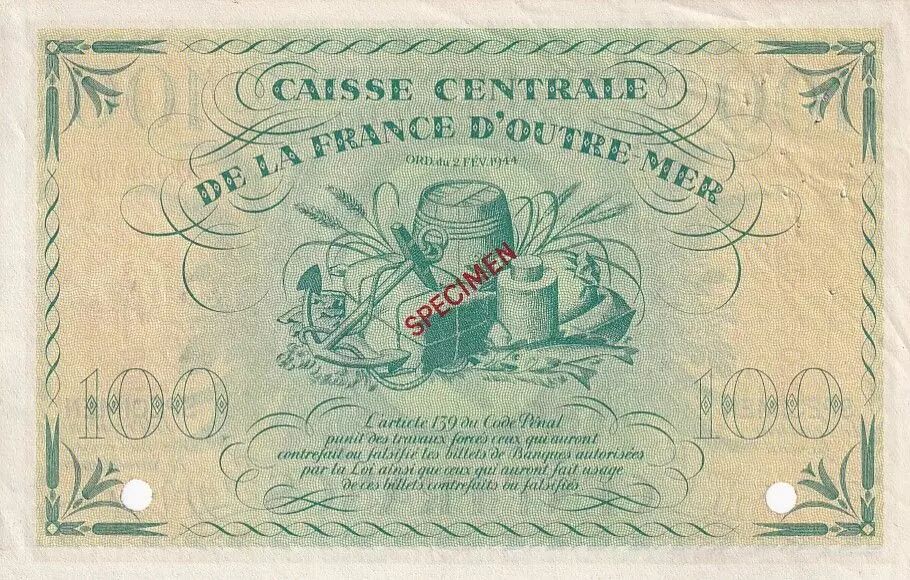 CAISSE CENTRALE
DE LA FRANCE D'OUTRE-MER
ORD. du 2 FEV. 1944
SPECIMEN
100 100
L'article 139 du Code Pénal
punit des travaux forcés ceux qui auront
contrefait ou falsifié les billets de Banques autorisées
par la Loi ainsi que ceux qui auront fait usage
de ces billets contrefaits ou falsifiés